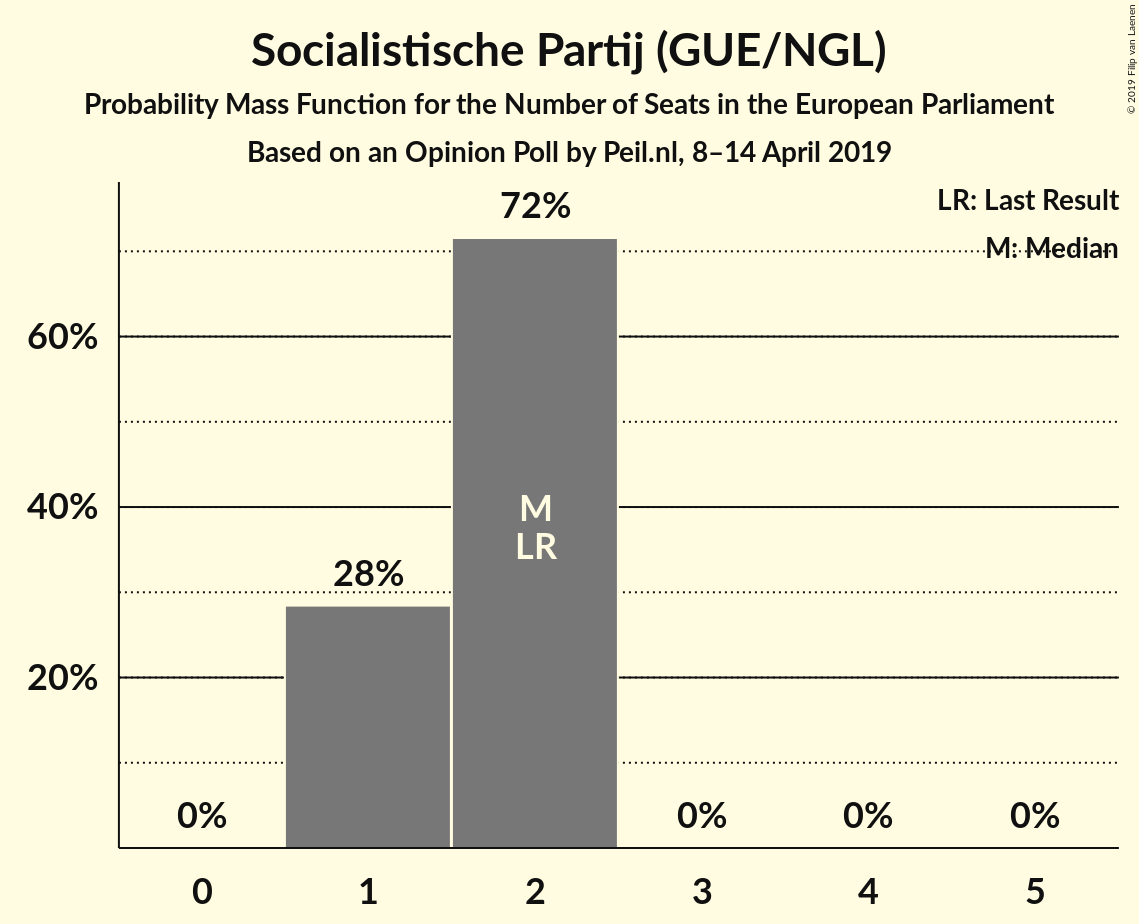 Socialistische Partij (GUE/NGL)
Probability Mass Function for the Number of Seats in the European Parliament
Based on an Opinion Poll by Peil.nl, 8–14 April 2019
© 2019 Filip van Laenen
LR: Last Result
M: Median
72%
60%
40%
M
LR
28%
20%
0%
0%
0%
0%
0
1
2
3
4
5